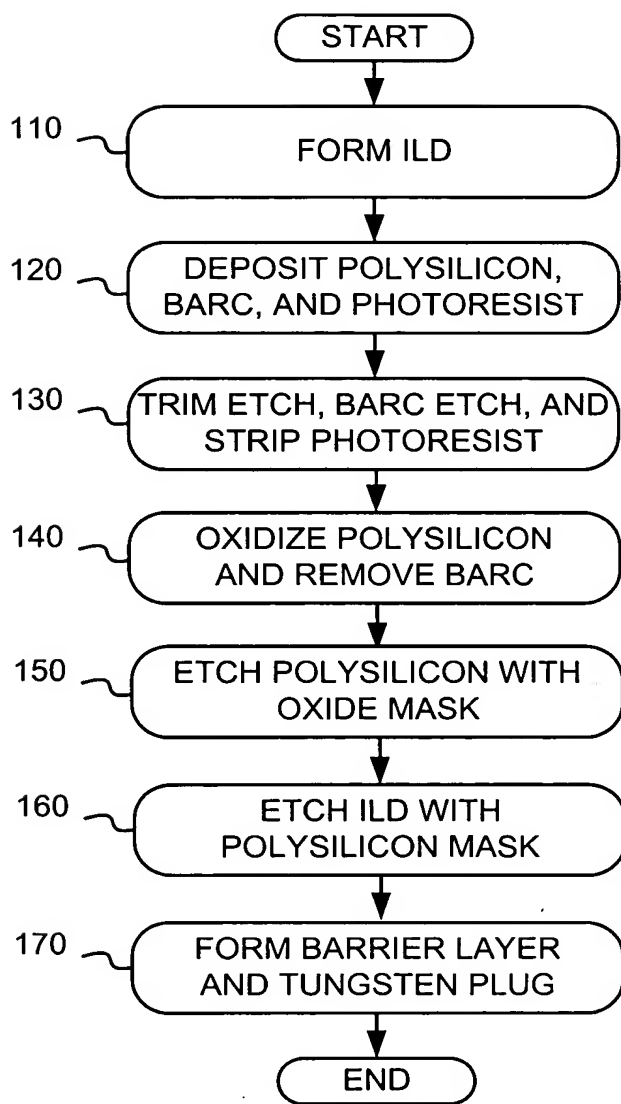 START
110
FORM ILD
120
DEPOSIT POLYSILICON,
BARC, AND PHOTORESIST
130
TRIM ETCH, BARC ETCH, AND
STRIP PHOTORESIST
140
OXIDIZE POLYSILICON
AND REMOVE BARC
150
ETCH POLYSILICON WITH
OXIDE MASK
160
ETCH ILD WITH
POLYSILICON MASK
170
FORM BARRIER LAYER
AND TUNGSTEN PLUG
END